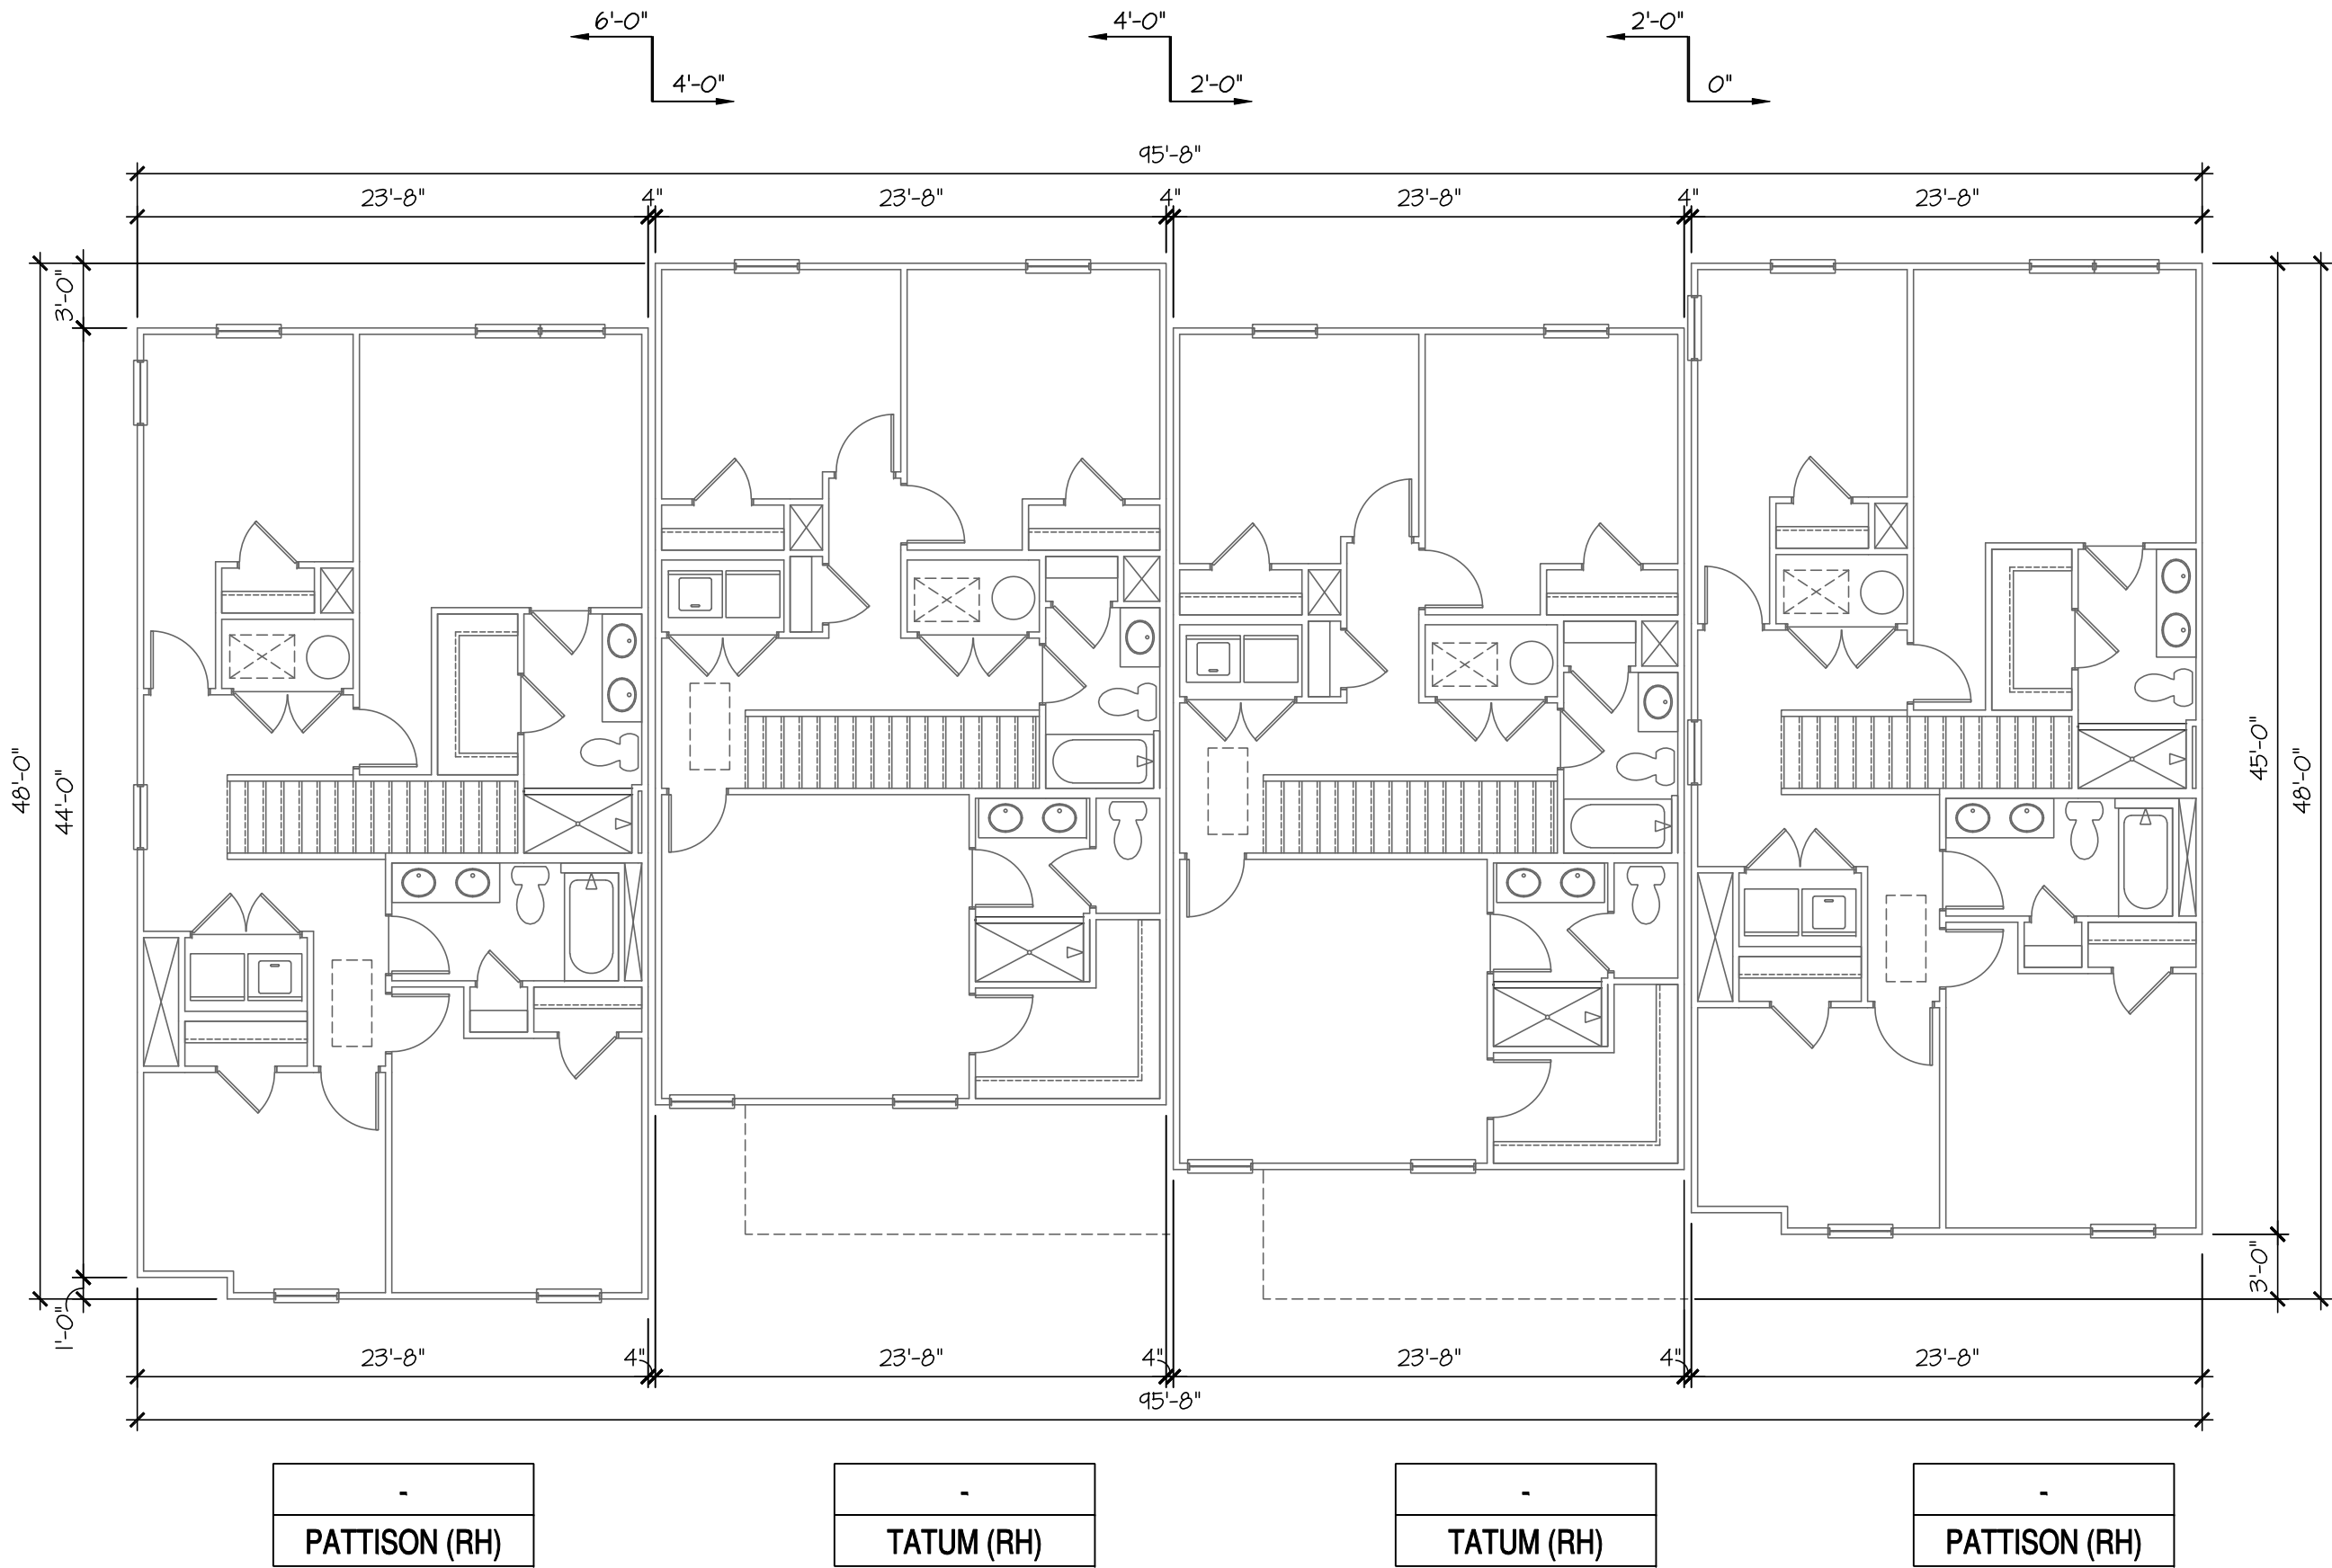 6'-0" 4'-0" 2'-0"
4'-0" 2'-0" 0"
95'-8"
23'-8" 4" 23'-8" 4" 23'-8" 4" 23'-8"
3'-0"
48'-0" 44'-0" 45'-0" 48'-0"
1'-0" 3'-0"
23'-8" 4" 23'-8" 4" 23'-8" 4" 23'-8"
95'-8"
- - - -
PATTISON (RH) TATUM (RH) TATUM (RH) PATTISON (RH)